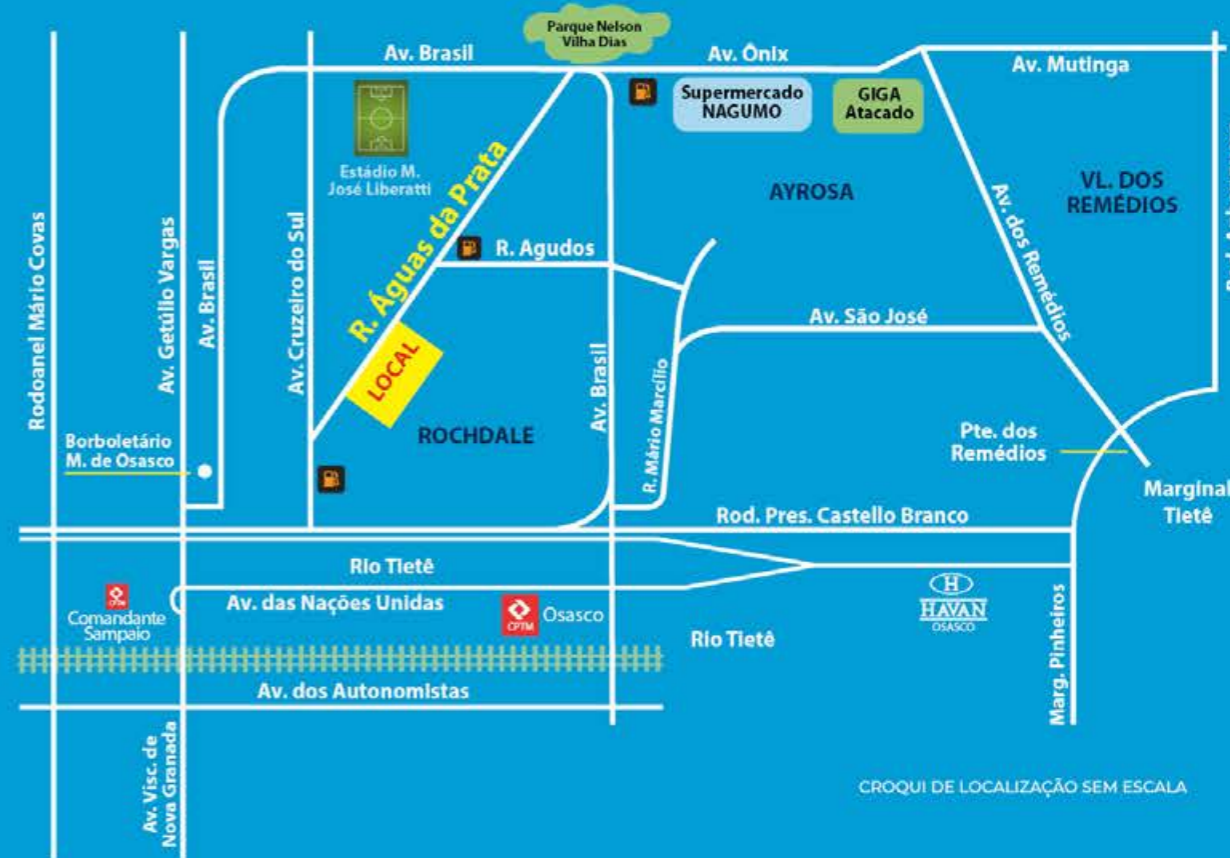 Parque Nelson
Vilha Dias
Av. Brasil
Av. Ônix
Av. Mutinga
Supermercado
NAGUMO
GIGA
Atacado
Estádio M.
José Liberatti
R. Águas da Prata
AYROSA
VL. DOS
REMÉDIOS
Rodoanel Mário Covas
Av. Getúllio Vargas
Av. Brasil
Av. Cruzeiro do Sul
R. Agudos
Av. dos Remédios
Av. São José
LOCAL
Av. Brasil
R. Mário Marcílio
ROCHDALE
Borboletário
M. de Osasco
Pte. dos
Remédios
Marginal
Tietê
Rod. Pres. Castello Branco
Rio Tietê
CPTM
Comandante
Sampaio
Av. das Nações Unidas
CPTM
Osasco
H
HAVAN
OSASCO
Rio Tietê
Marg. Pinheiros
Av. dos Autonomistas
Av. Visc. de
Nova Granada
CROQUI DE LOCALIZAÇÃO SEM ESCALA